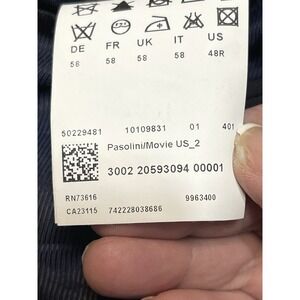 DE FR UK IT US
58 58 58 58 48R
50229481 10109831 01 401
Pasolini/Movie US_2
3002 20593094 00001
RN73616 9963400
CA23115 742228038686